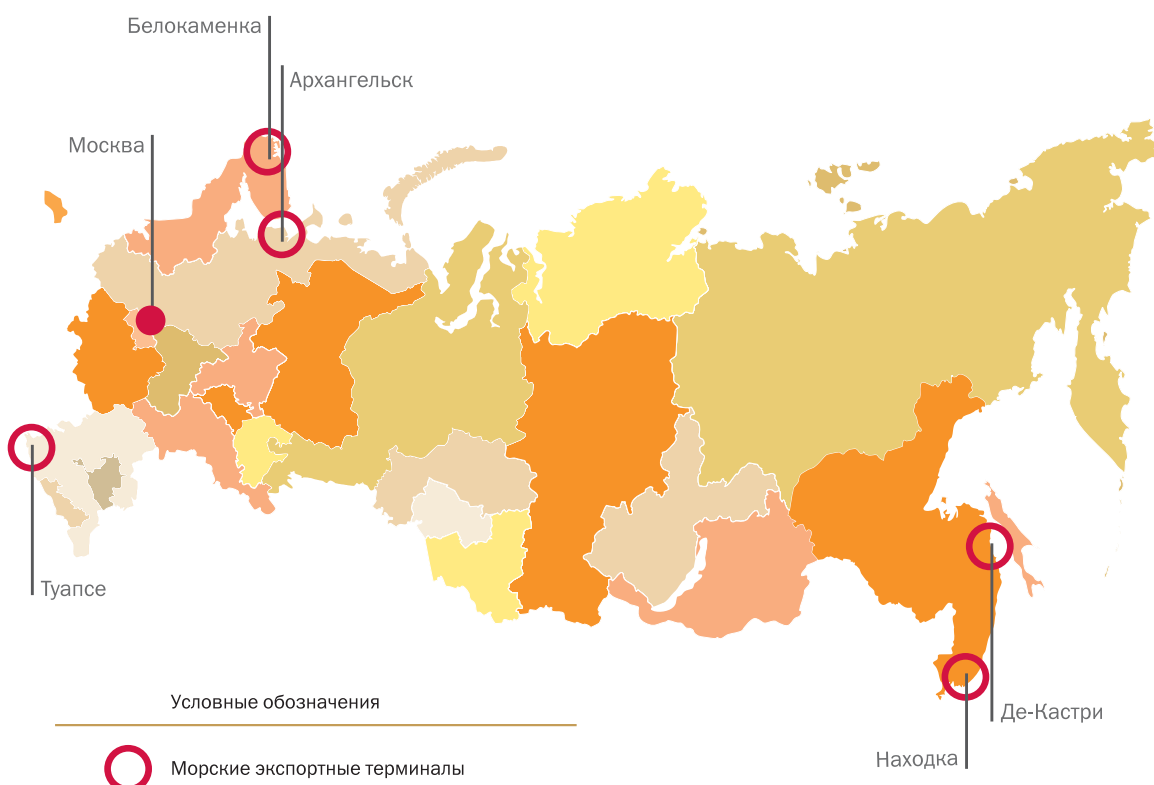 Белокаменка
Архангельск
Москва
Туапсе
Де-Кастри
Находка
Условные обозначения
Морские экспортные терминалы